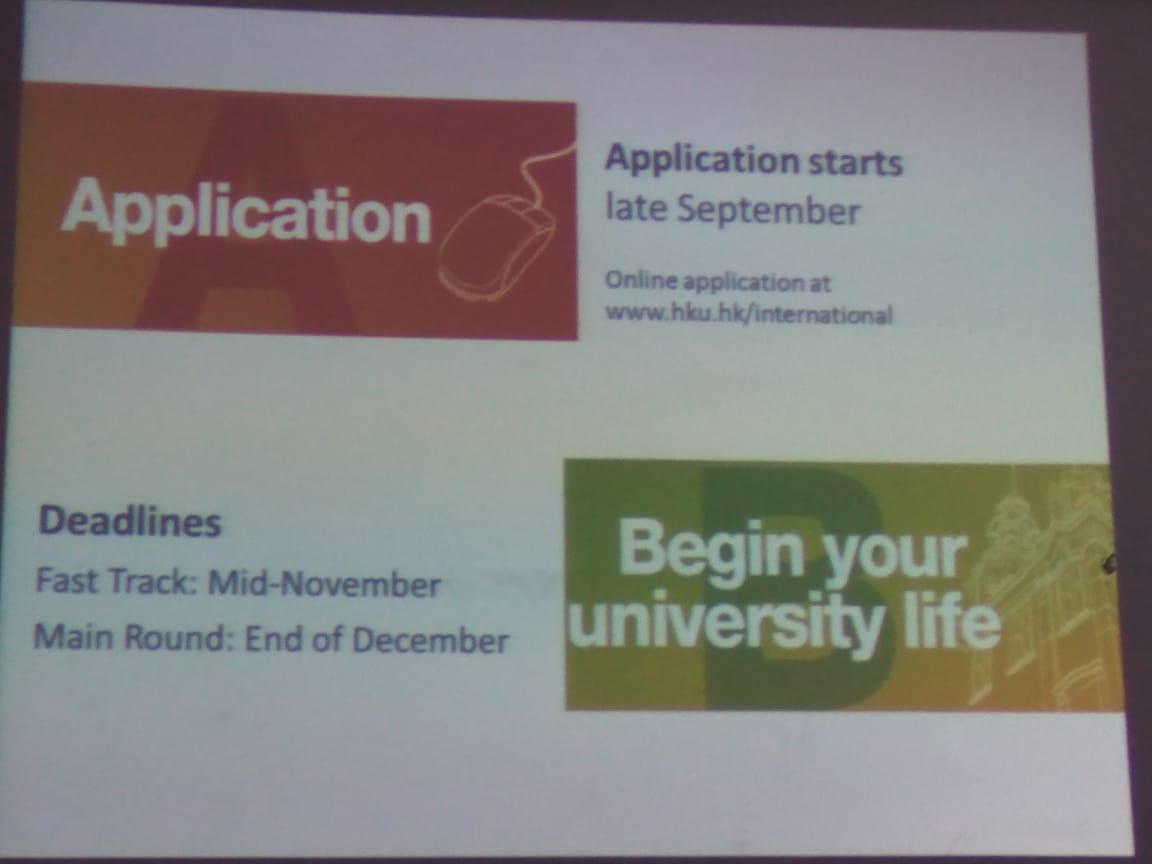 Application
Application starts
late September
Online application at
www.hku.hk/international
Deadlines
Fast Track: Mid-November
Main Round: End of December
Begin your
university life